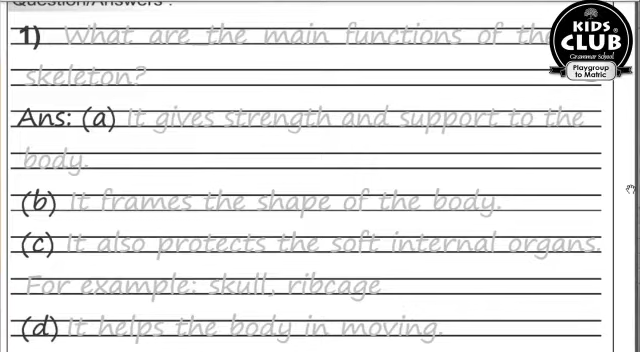 Question/Answers :
1) What are the main functions of the
skeleton?
Ans: (a) It gives strength and support to the
body.
(b) It frames the shape of the body.
(c) It also protects the soft internal organs.
For example: skull, ribcage
(d) It helps the body in moving.
KIDS
CLUB
Grammar School
Playgroup
to Matric